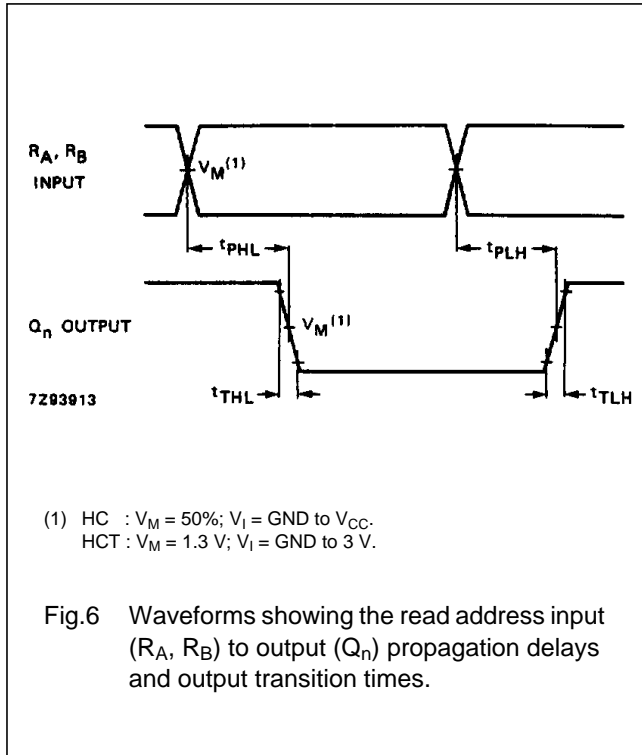 R_A, R_B
INPUT
V_M(1)
t_PHL
t_PLH
Q_n OUTPUT
V_M(1)
7Z93913
t_THL
t_TLH
(1) HC : V_M = 50%; V_I = GND to V_CC.
HCT : V_M = 1.3 V; V_I = GND to 3 V.
Fig.6 Waveforms showing the read address input
(R_A, R_B) to output (Q_n) propagation delays
and output transition times.